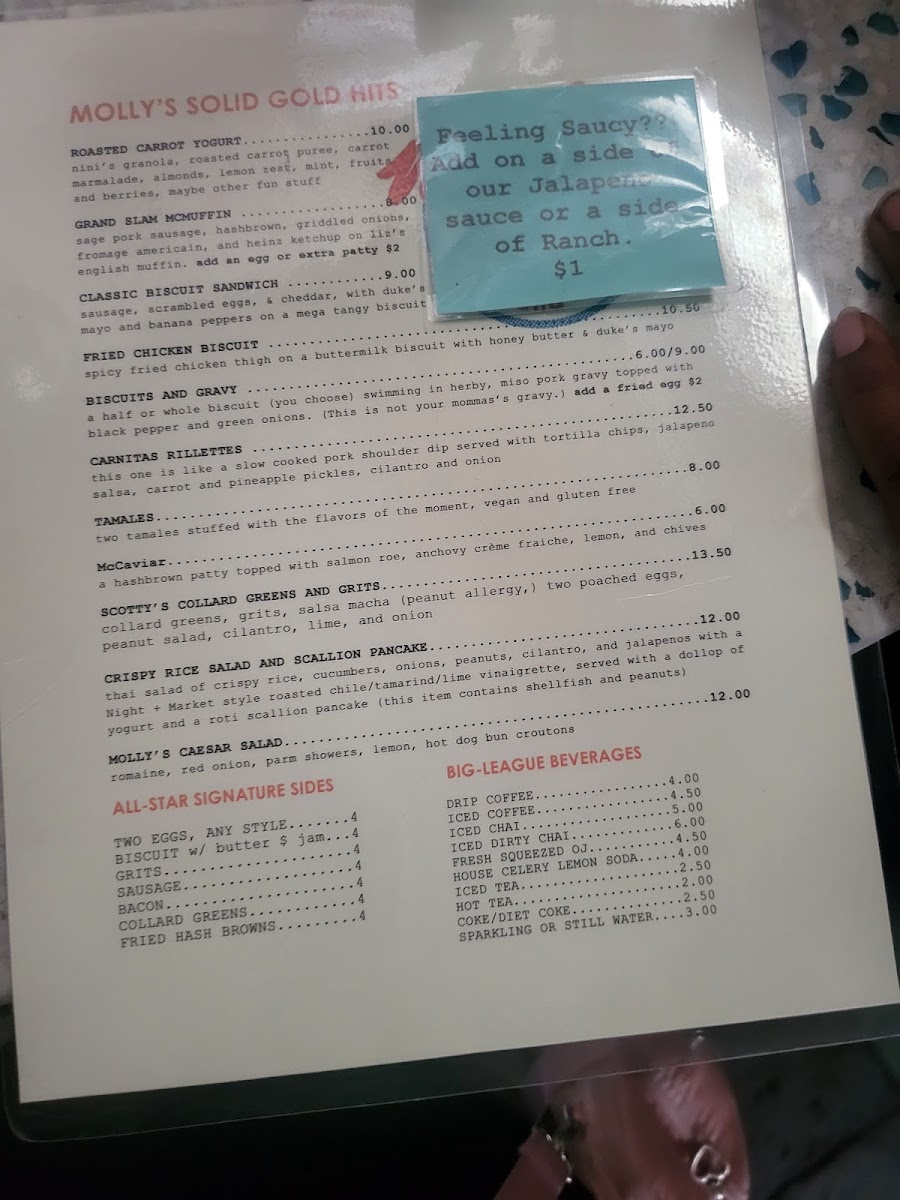 MOLLY'S SOLID GOLD HITS
ROASTED CARROT YOGURT................10.00
nini's granola, roasted carrot puree, carrot
marmalade, almonds, lemon zest, mint, fruits
and berries, maybe other fun stuff
GRAND SLAM MCMUFFIN ..................8.00
sage pork sausage, hashbrown, griddled onions,
fromage americain, and heinz ketchup on liz's
english muffin. add an egg or extra patty $2
CLASSIC BISCUIT SANDWICH ............9.00
sausage, scrambled eggs, & cheddar, with duke's
mayo and banana peppers on a mega tangy biscuit
Feeling Saucy??
Add on a side of
our Jalapeno
sauce or a side
of Ranch.
$1
FRIED CHICKEN BISCUIT ..................................................10.50
spicy fried chicken thigh on a buttermilk biscuit with honey butter & duke's mayo
BISCUITS AND GRAVY ..................................................6.00/9.00
a half or whole biscuit (you choose) swimming in herby, miso pork gravy topped with
black pepper and green onions. (This is not your mommas's gravy.) add a fried egg $2
CARNITAS RILLETTES ......................................................12.50
this one is like a slow cooked pork shoulder dip served with tortilla chips, jalapeno
salsa, carrot and pineapple pickles, cilantro and onion
TAMALES....................................................................8.00
two tamales stuffed with the flavors of the moment, vegan and gluten free
McCaviar...................................................................6.00
a hashbrown patty topped with salmon roe, anchovy crème fraiche, lemon, and chives
SCOTTY'S COLLARD GREENS AND GRITS.......................................13.50
collard greens, grits, salsa macha (peanut allergy,) two poached eggs,
peanut salad, cilantro, lime, and onion
CRISPY RICE SALAD AND SCALLION PANCAKE..................................12.00
thai salad of crispy rice, cucumbers, onions, peanuts, cilantro, and jalapenos with a
Night + Market style roasted chile/tamarind/lime vinaigrette, served with a dollop of
yogurt and a roti scallion pancake (this item contains shellfish and peanuts)
MOLLY'S CAESAR SALAD.....................................................12.00
romaine, red onion, parm showers, lemon, hot dog bun croutons
ALL-STAR SIGNATURE SIDES
TWO EGGS, ANY STYLE.......4
BISCUIT w/ butter $ jam...4
GRITS.....................4
SAUSAGE...................4
BACON.....................4
COLLARD GREENS............4
FRIED HASH BROWNS.........4
BIG-LEAGUE BEVERAGES
DRIP COFFEE................4.00
ICED COFFEE................4.50
ICED CHAI..................5.00
ICED DIRTY CHAI............6.00
FRESH SQUEEZED OJ..........4.50
HOUSE CELERY LEMON SODA.....4.00
ICED TEA...................2.50
HOT TEA....................2.00
COKE/DIET COKE.............2.50
SPARKLING OR STILL WATER....3.00